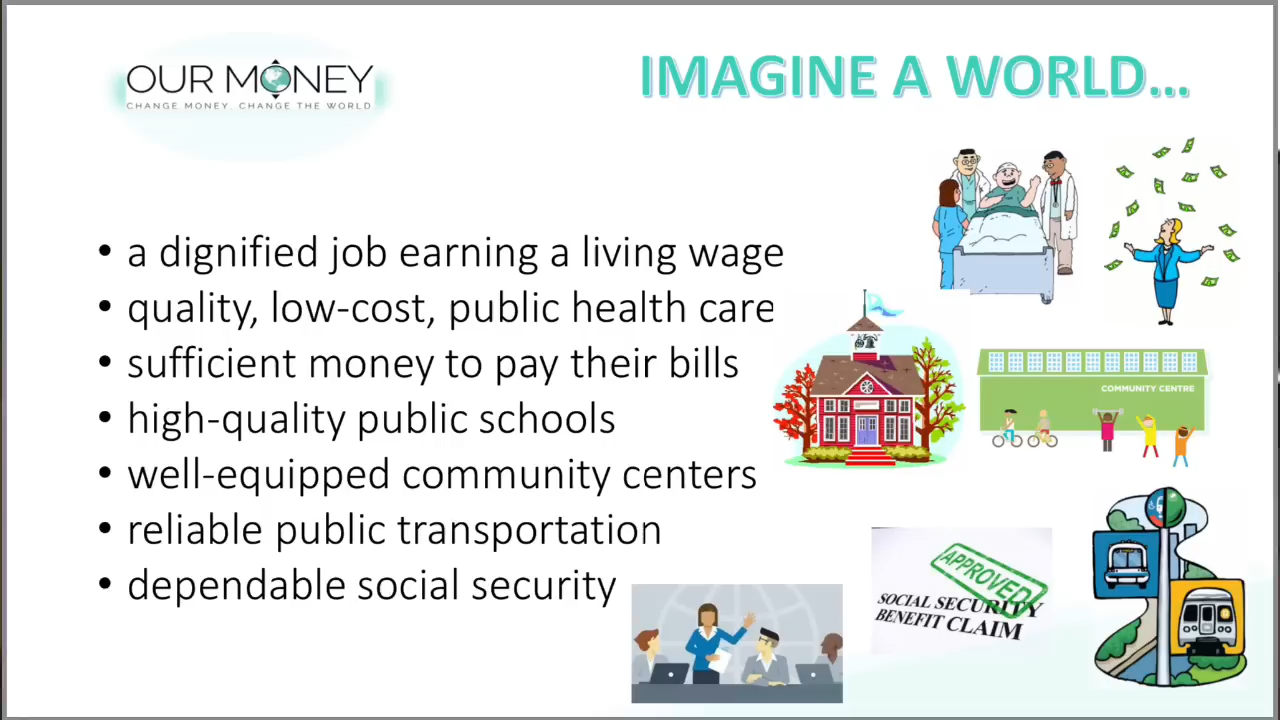 OUR MONEY
CHANGE MONEY. CHANGE THE WORLD
IMAGINE A WORLD...
• a dignified job earning a living wage
• quality, low-cost, public health care
• sufficient money to pay their bills
• high-quality public schools
• well-equipped community centers
• reliable public transportation
• dependable social security
COMMUNITY CENTRE
APPROVED
SOCIAL SECURITY
BENEFIT CLAIM